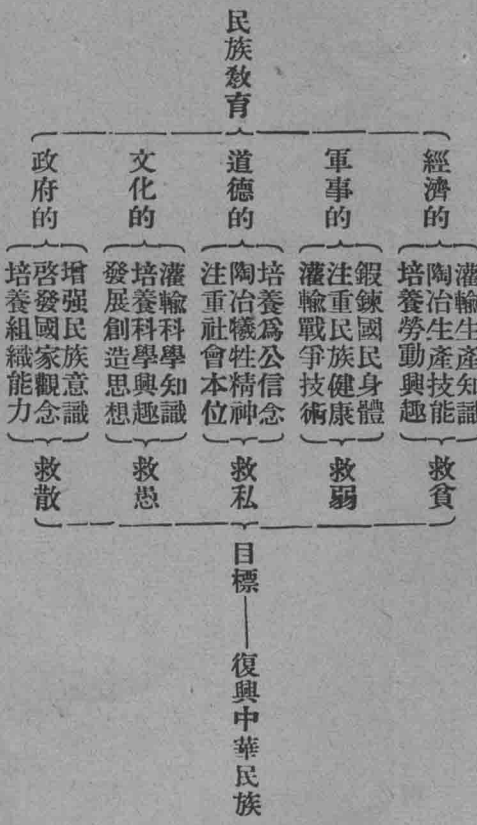 民族教育
經濟的
灌輸生產知識
陶冶生產技能
培養勞動興趣
救貧
軍事的
鍜鍊國民身體
注重民族健康
灌輸戰爭技術
救弱
道德的
培養爲公信念
陶冶犧牲精神
注重社會本位
救私
文化的
灌輸科學知識
培養科學興趣
發展創造思想
救愚
政府的
增强民族意識
啓發國家觀念
培養組織能力
救散
目標——復興中華民族